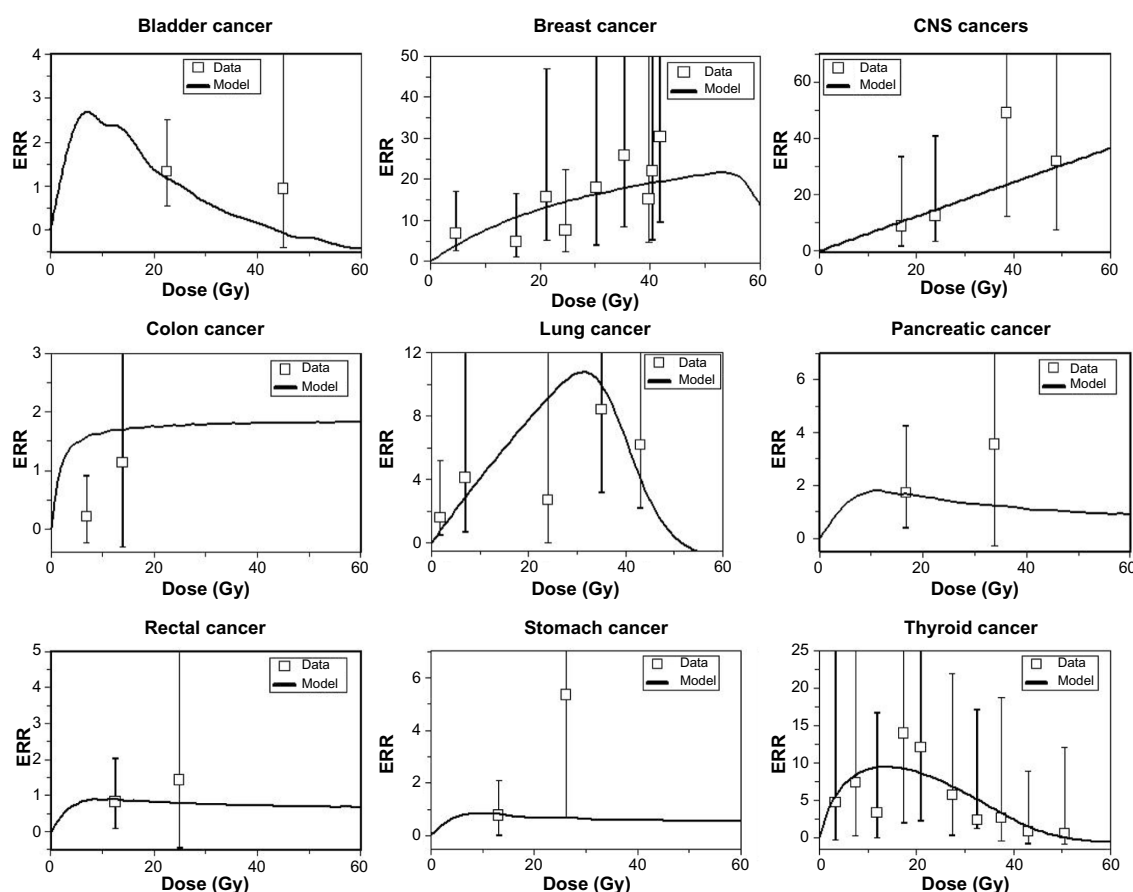 Bladder cancer
4
3
2
1
0
ERR
Data
Model
0
20
40
60
Dose (Gy)
Breast cancer
50
40
30
20
10
0
ERR
Data
Model
0
20
40
60
Dose (Gy)
CNS cancers
60
40
20
0
ERR
Data
Model
0
20
40
60
Dose (Gy)
Colon cancer
3
2
1
0
ERR
Data
Model
0
20
40
60
Dose (Gy)
Lung cancer
12
8
4
0
ERR
Data
Model
0
20
40
60
Dose (Gy)
Pancreatic cancer
6
4
2
0
ERR
Data
Model
0
20
40
60
Dose (Gy)
Rectal cancer
5
4
3
2
1
0
ERR
Data
Model
0
20
40
60
Dose (Gy)
Stomach cancer
6
4
2
0
ERR
Data
Model
0
20
40
60
Dose (Gy)
Thyroid cancer
25
20
15
10
5
0
ERR
Data
Model
0
20
40
60
Dose (Gy)